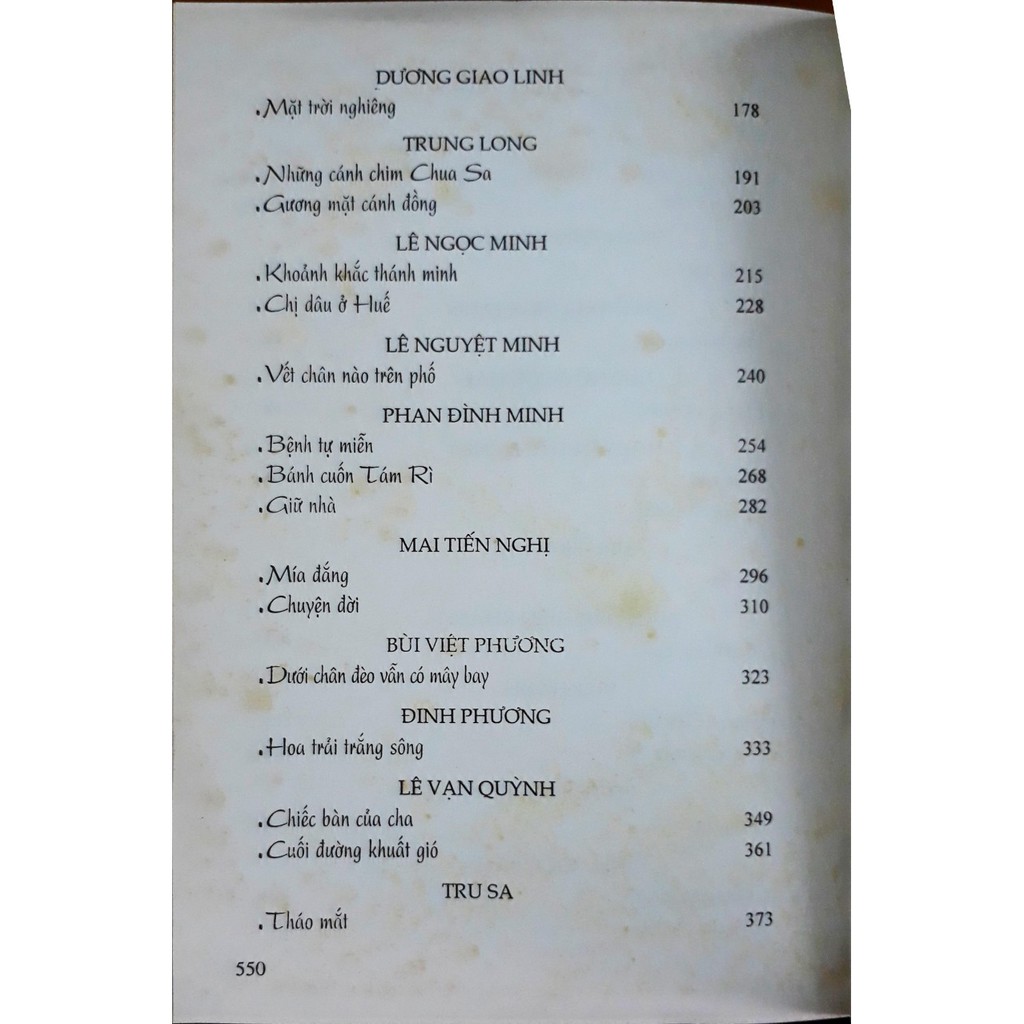 DƯƠNG GIAO LINH
.Mặt trời nghiêng 178
TRUNG LONG
.Những cánh chim Chua Sa 191
.Gương mặt cánh đồng 203
LÊ NGỌC MINH
.Khoảnh khắc thánh minh 215
.Chị dâu ở Huế 228
LÊ NGUYỆT MINH
.Vết chân nào trên phố 240
PHAN ĐÌNH MINH
.Bệnh tự miễn 254
.Bánh cuốn Tám Rì 268
.Giữ nhà 282
MAI TIẾN NGHỊ
.Mía đắng 296
.Chuyện đời 310
BÙI VIỆT PHƯƠNG
.Dưới chân đèo vẫn có mây bay 323
ĐINH PHƯƠNG
.Hoa trải trắng sông 333
LÊ VẠN QUỲNH
.Chiếc bàn của cha 349
.Cuối đường khuất gió 361
TRU SA
.Tháo mắt 373
550